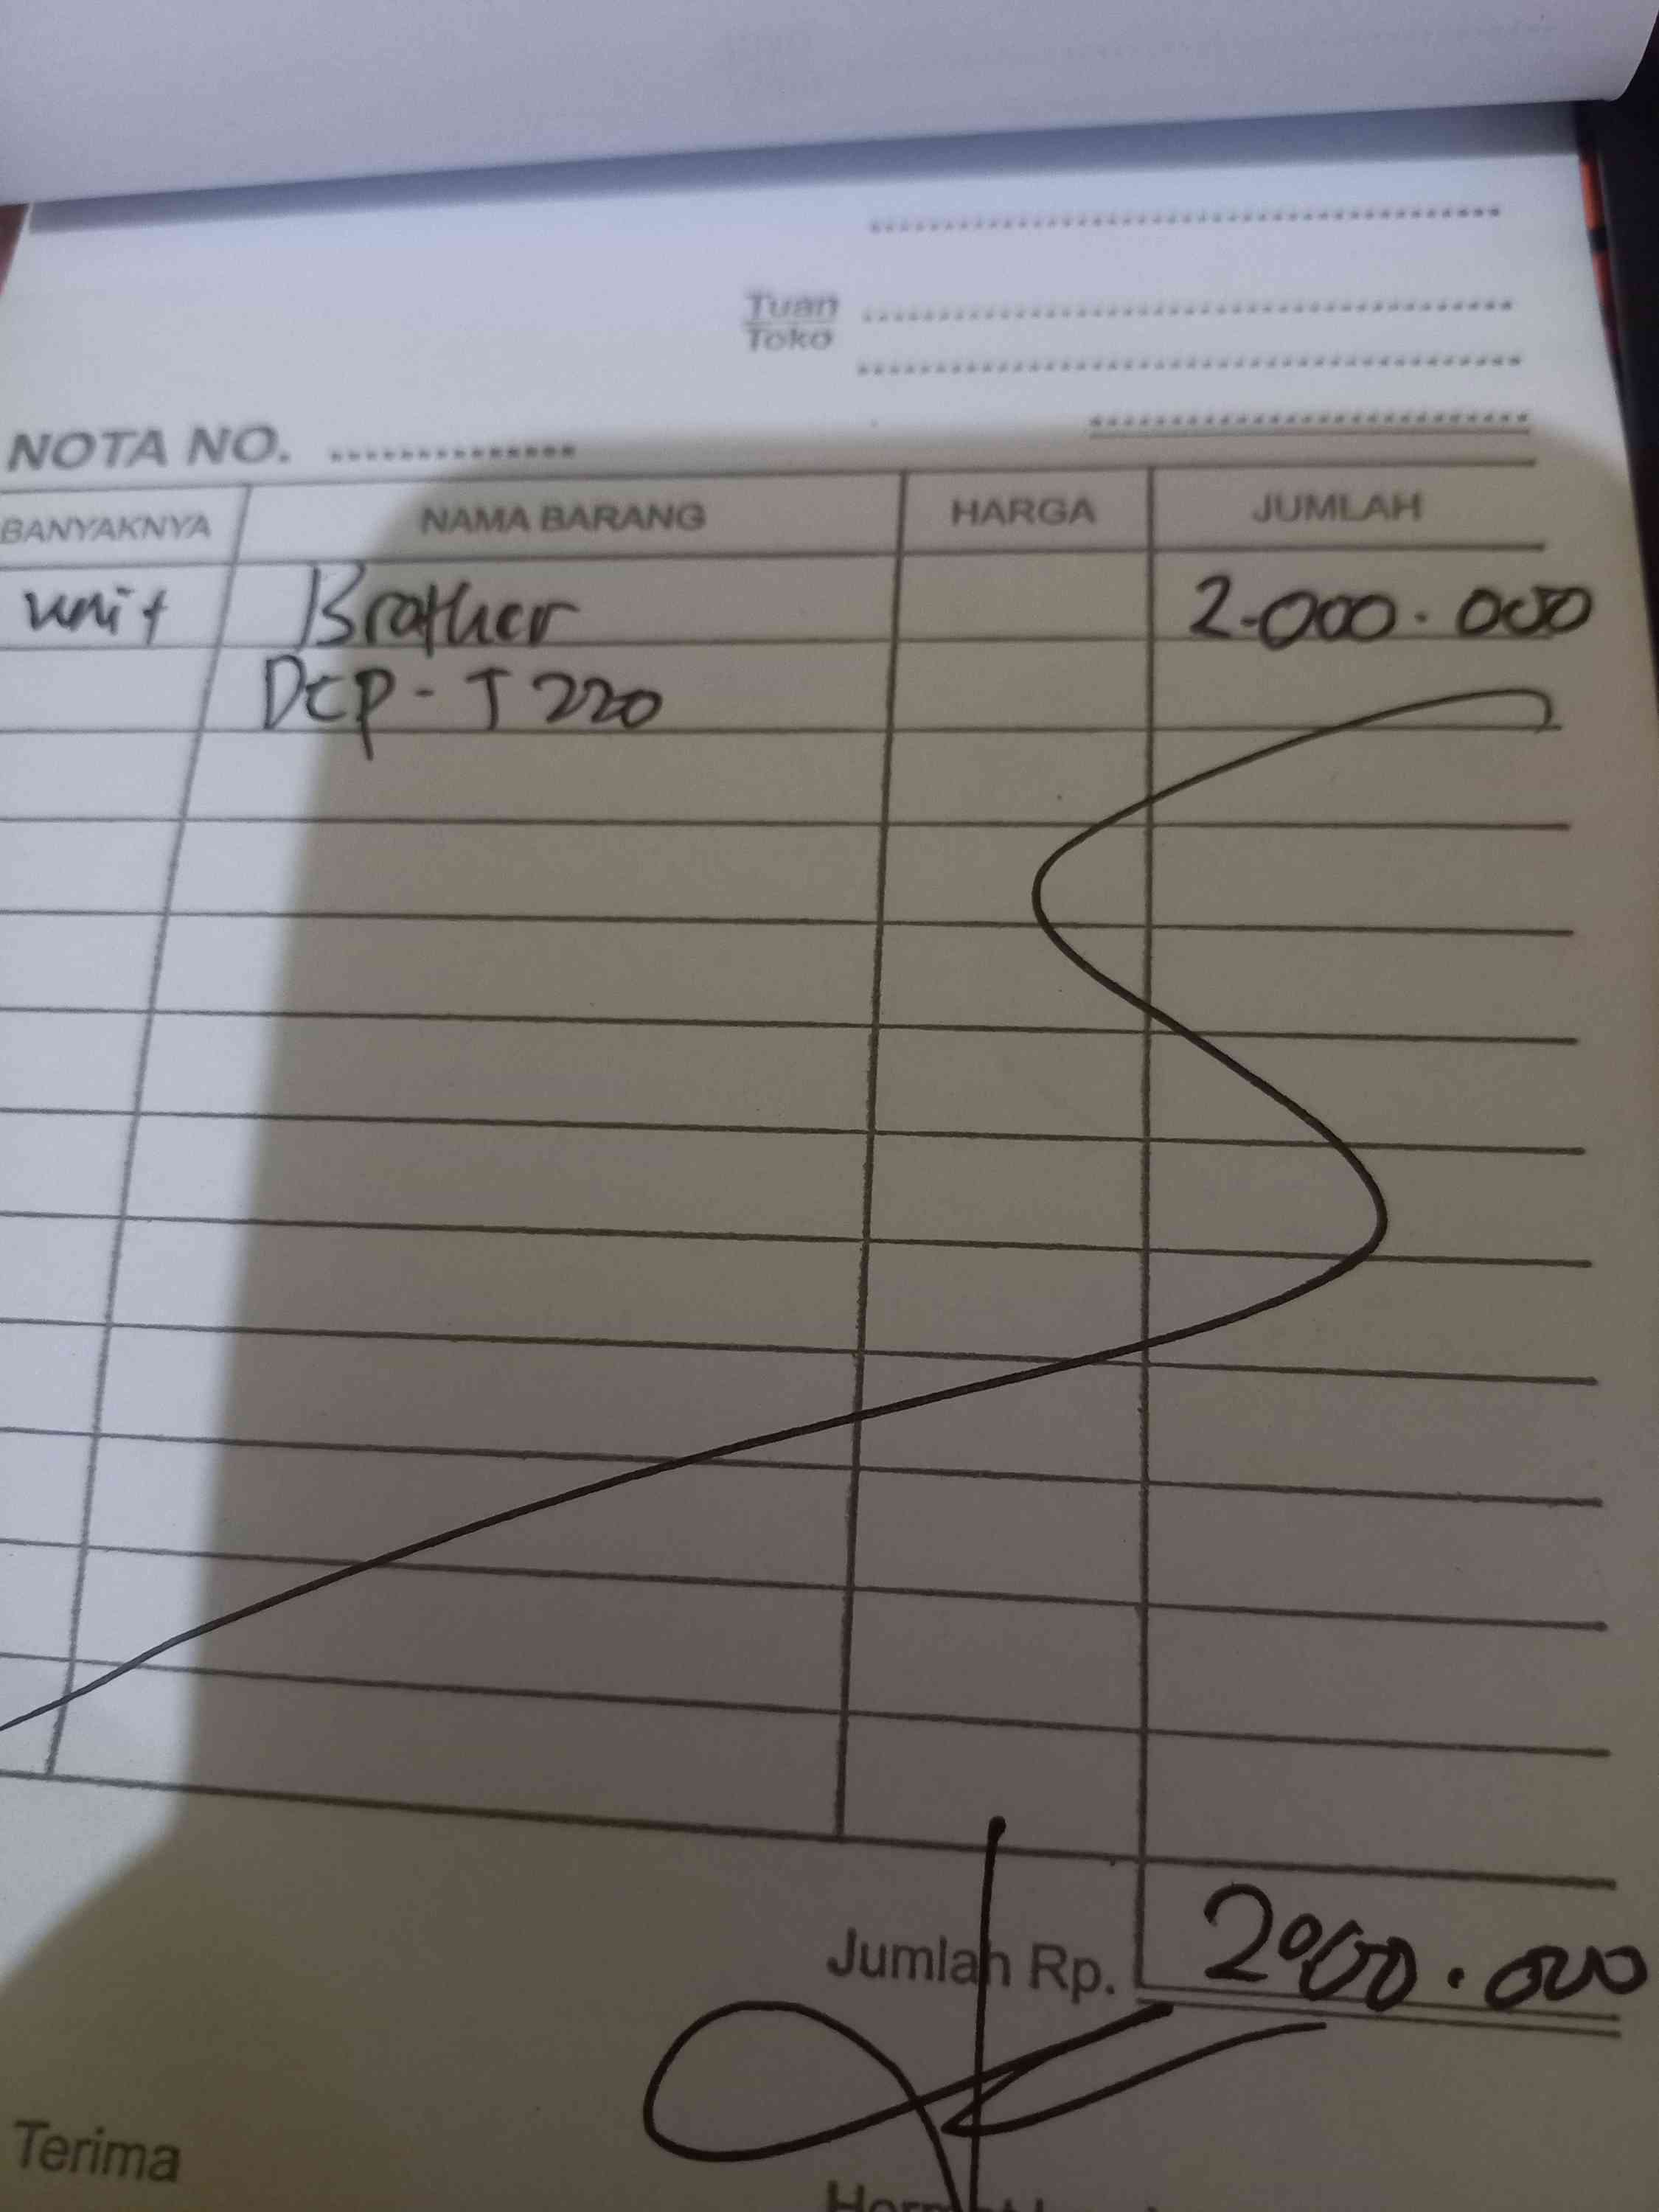 Tuan
Toko
NOTA NO.
BANYAKNYA NAMA BARANG HARGA JUMLAH
unit Brother 2.000.000
Dcp - T 220
Jumlah Rp. 2000.000
Terima